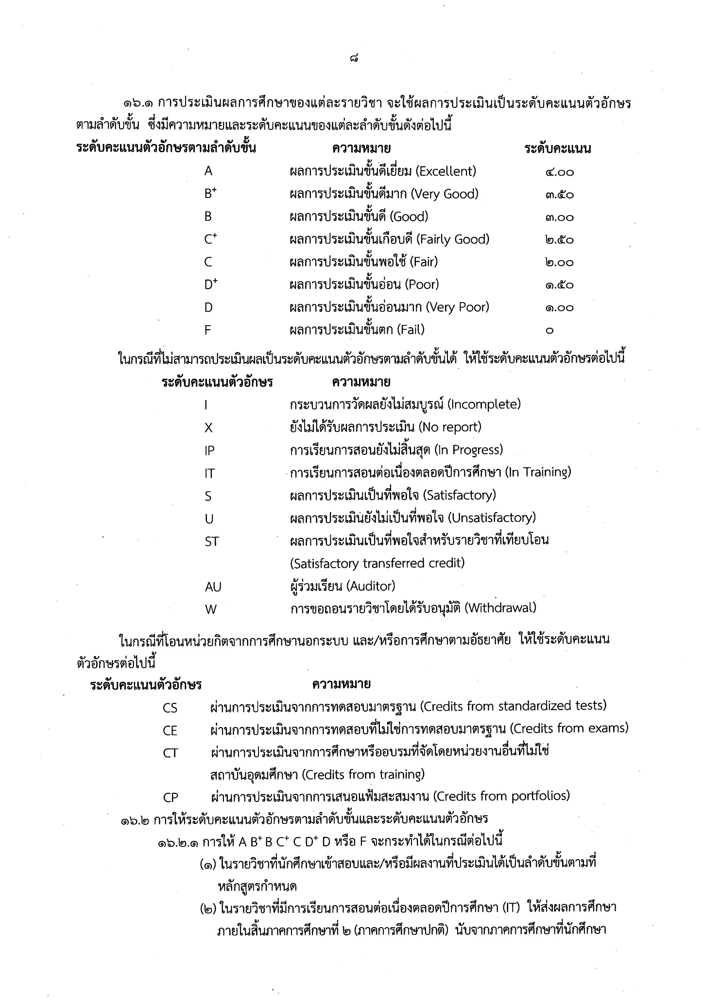 ๘
๑๖.๑ การประเมินผลการศึกษาของแต่ละรายวิชา จะใช้ผลการประเมินเป็นระดับคะแนนตัวอักษร
ตามลำดับขั้น ซึ่งมีความหมายและระดับคะแนนของแต่ละลำดับขั้นดังต่อไปนี้
ระดับคะแนนตัวอักษรตามลำดับขั้น ความหมาย ระดับคะแนน
A ผลการประเมินขั้นดีเยี่ยม (Excellent) ๔.๐๐
B⁺ ผลการประเมินขั้นดีมาก (Very Good) ๓.๕๐
B ผลการประเมินขั้นดี (Good) ๓.๐๐
C⁺ ผลการประเมินขั้นเกือบดี (Fairly Good) ๒.๕๐
C ผลการประเมินขั้นพอใช้ (Fair) ๒.๐๐
D⁺ ผลการประเมินขั้นอ่อน (Poor) ๑.๕๐
D ผลการประเมินขั้นอ่อนมาก (Very Poor) ๑.๐๐
F ผลการประเมินขั้นตก (Fail) ๐
ในกรณีที่ไม่สามารถประเมินผลเป็นระดับคะแนนตัวอักษรตามลำดับขั้นได้ ให้ใช้ระดับคะแนนตัวอักษรต่อไปนี้
ระดับคะแนนตัวอักษร ความหมาย
I กระบวนการวัดผลยังไม่สมบูรณ์ (Incomplete)
X ยังไม่ได้รับผลการประเมิน (No report)
IP การเรียนการสอนยังไม่สิ้นสุด (In Progress)
IT การเรียนการสอนต่อเนื่องตลอดปีการศึกษา (In Training)
S ผลการประเมินเป็นที่พอใจ (Satisfactory)
U ผลการประเมินยังไม่เป็นที่พอใจ (Unsatisfactory)
ST ผลการประเมินเป็นที่พอใจสำหรับรายวิชาที่เทียบโอน
(Satisfactory transferred credit)
AU ผู้ร่วมเรียน (Auditor)
W การขอถอนรายวิชาโดยได้รับอนุมัติ (Withdrawal)
ในกรณีที่โอนหน่วยกิตจากการศึกษานอกระบบ และ/หรือการศึกษาตามอัธยาศัย ให้ใช้ระดับคะแนน
ตัวอักษรต่อไปนี้
ระดับคะแนนตัวอักษร ความหมาย
CS ผ่านการประเมินจากการทดสอบมาตรฐาน (Credits from standardized tests)
CE ผ่านการประเมินจากการทดสอบที่ไม่ใช่การทดสอบมาตรฐาน (Credits from exams)
CT ผ่านการประเมินจากการศึกษาหรืออบรมที่จัดโดยหน่วยงานอื่นที่ไม่ใช่
สถาบันอุดมศึกษา (Credits from training)
CP ผ่านการประเมินจากการเสนอแฟ้มสะสมงาน (Credits from portfolios)
๑๖.๒ การให้ระดับคะแนนตัวอักษรตามลำดับขั้นและระดับคะแนนตัวอักษร
๑๖.๒.๑ การให้ A B⁺ B C⁺ C D⁺ D หรือ F จะกระทำได้ในกรณีต่อไปนี้
(๑) ในรายวิชาที่นักศึกษาเข้าสอบและ/หรือมีผลงานที่ประเมินได้เป็นลำดับขั้นตามที่
หลักสูตรกำหนด
(๒) ในรายวิชาที่มีการเรียนการสอนต่อเนื่องตลอดปีการศึกษา (IT) ให้ส่งผลการศึกษา
ภายในสิ้นภาคการศึกษาที่ ๒ (ภาคการศึกษาปกติ) นับจากภาคการศึกษาที่นักศึกษา